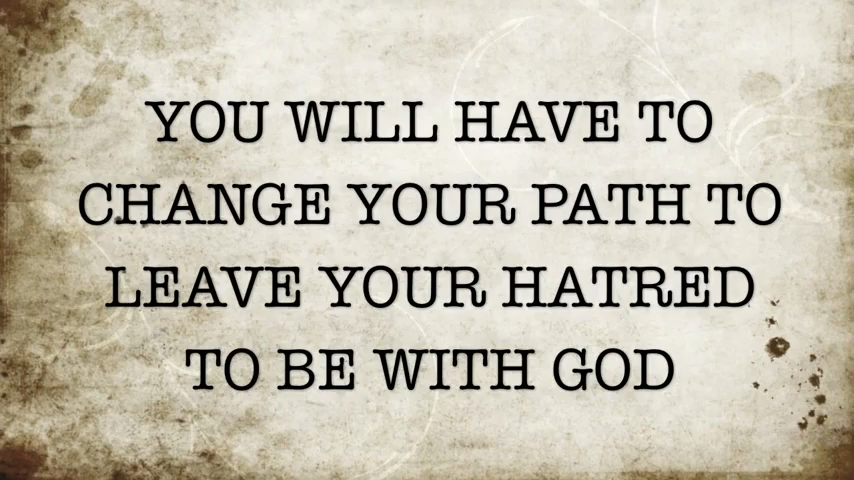 YOU WILL HAVE TO
CHANGE YOUR PATH TO
LEAVE YOUR HATRED
TO BE WITH GOD